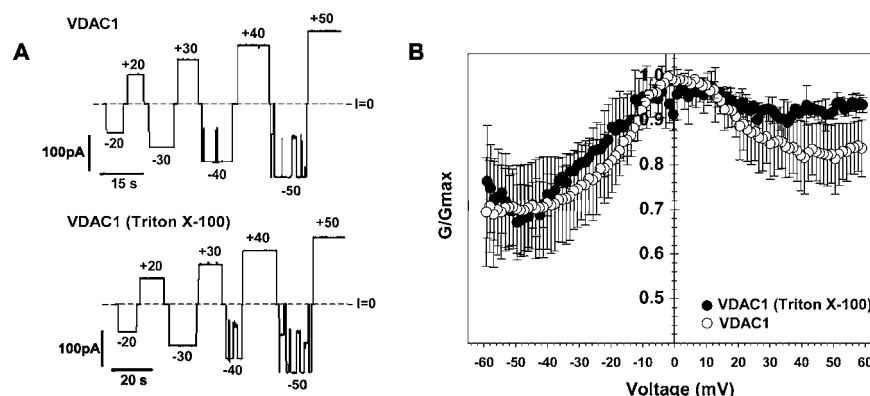 A
VDAC1
+20
+30
+40
+50
I=0
-20
-30
-40
-50
100pA
15 s
VDAC1 (Triton X-100)
+20
+30
+40
+50
I=0
-20
-30
-40
-50
100pA
20 s
B
G/Gmax
1.0
0.9
0.8
0.7
0.6
0.5
VDAC1 (Triton X-100)
VDAC1
-60 -50 -40 -30 -20 -10 0 10 20 30 40 50 60
Voltage (mV)